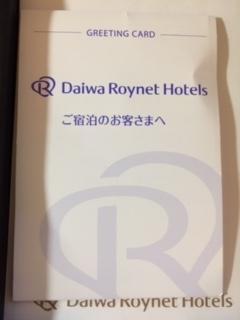 GREETING CARD
Daiwa Roynet Hotels
ご宿泊のお客さまへ
Daiwa Roynet Hotels